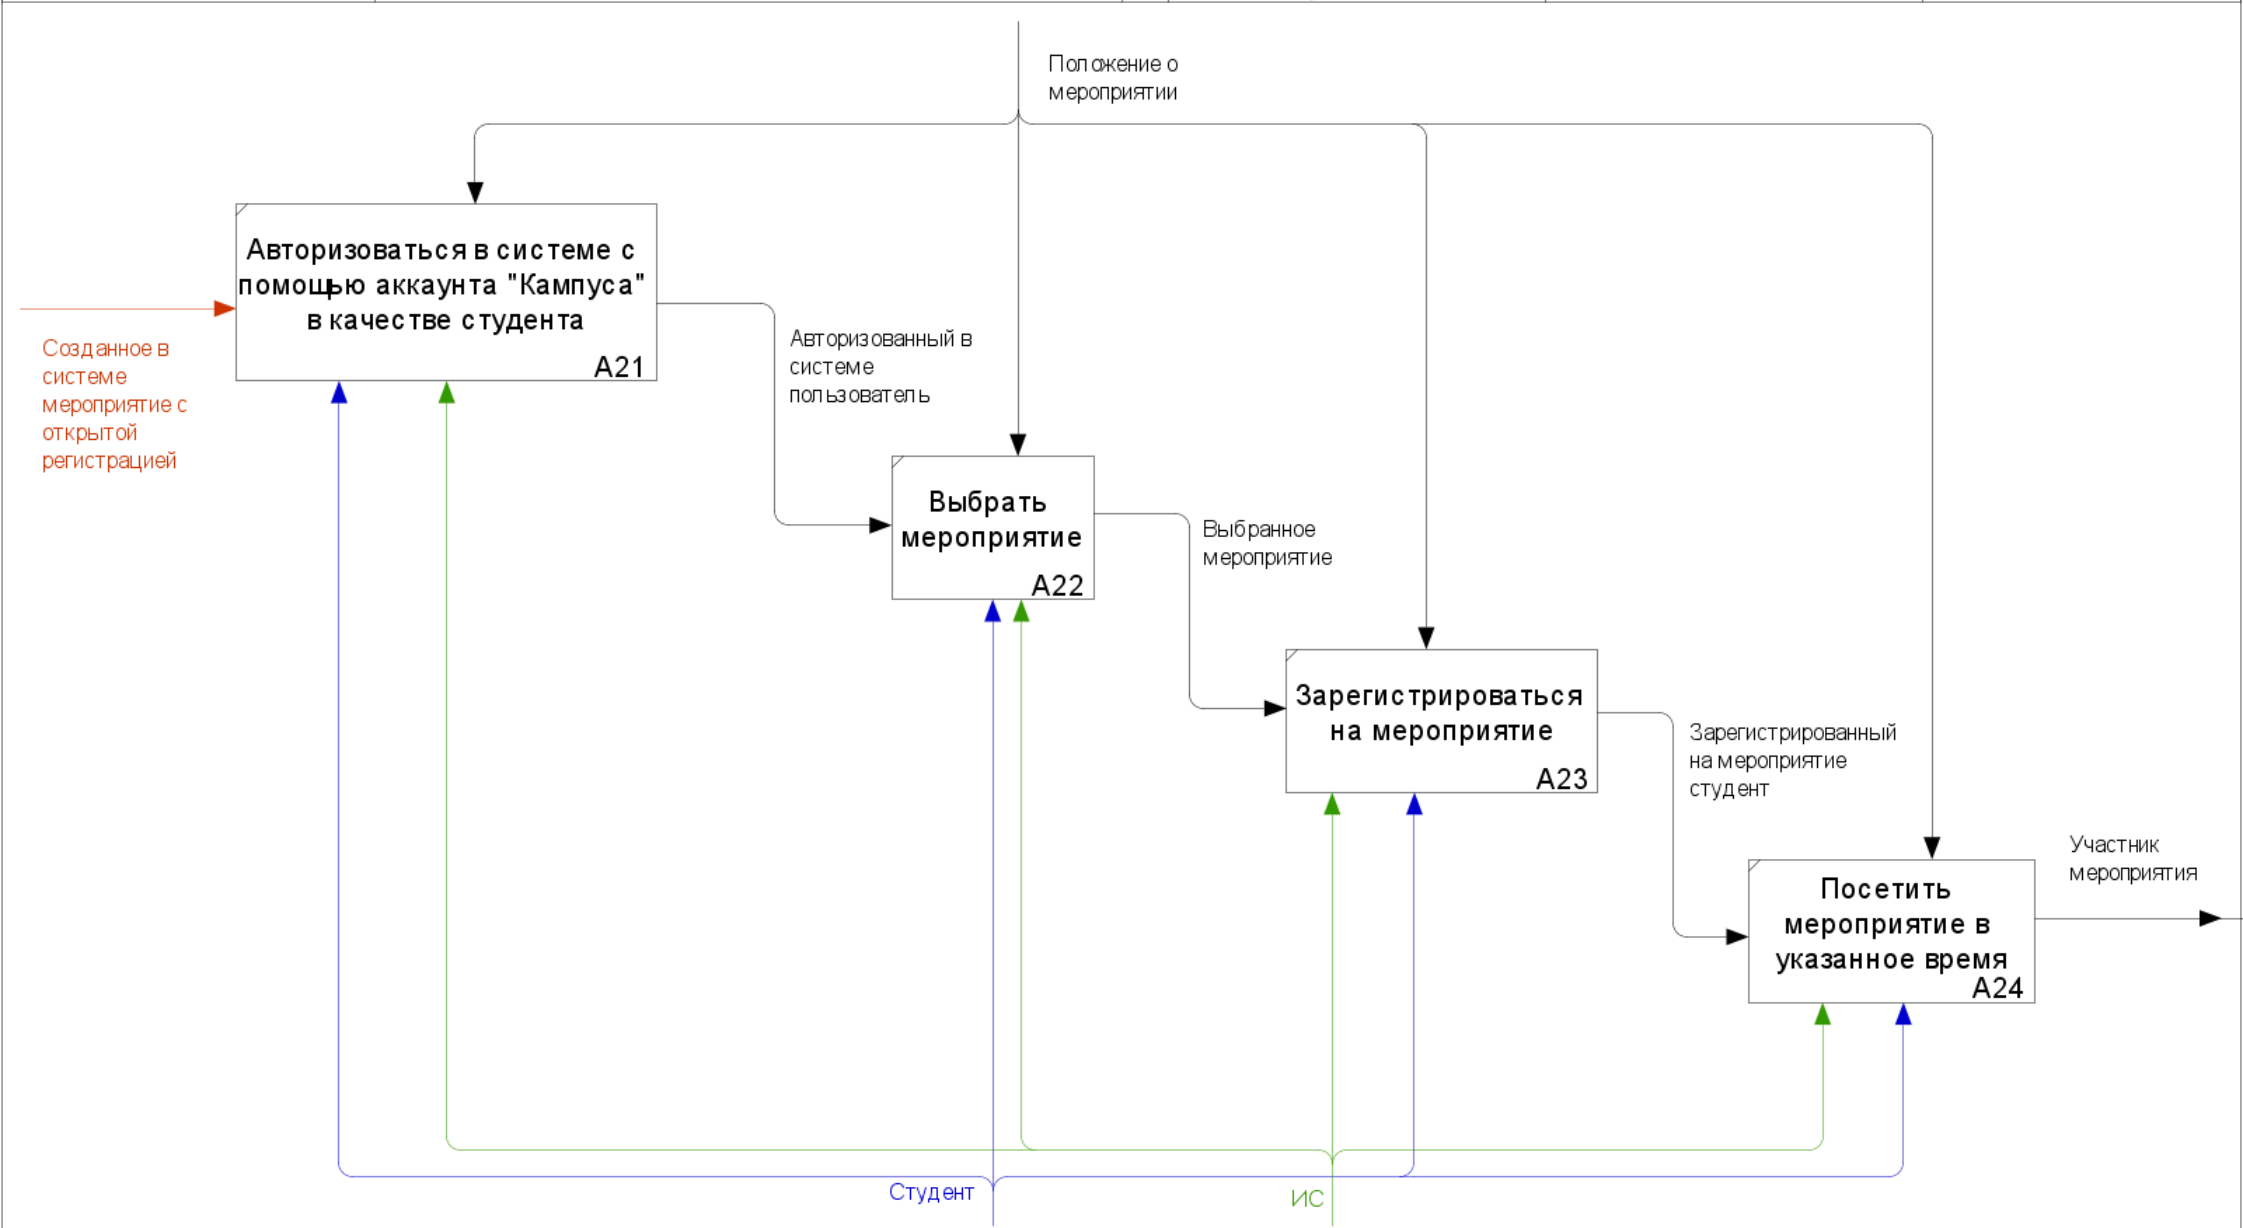 Положение о
мероприятии
Авторизоваться в системе с
помощью аккаунта "Кампуса"
в качестве студента
A21
Созданное в
системе
мероприятие с
открытой
регистрацией
Авторизованный в
системе
пользователь
Выбрать
мероприятие
A22
Выбранное
мероприятие
Зарегистрироваться
на мероприятие
A23
Зарегистрированный
на мероприятие
студент
Участник
мероприятия
Посетить
мероприятие в
указанное время
A24
Студент
ИС